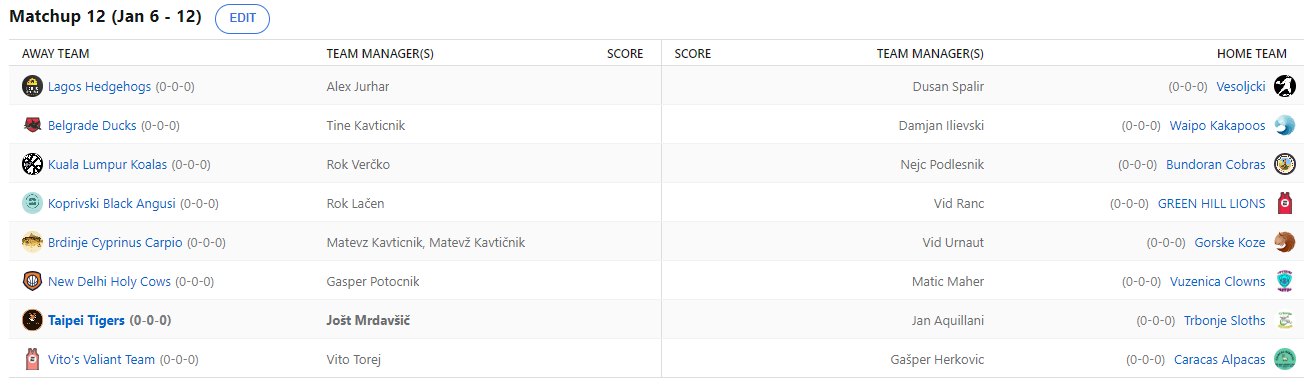 Matchup 12 (Jan 6 - 12) EDIT
AWAY TEAM TEAM MANAGER(S) SCORE SCORE TEAM MANAGER(S) HOME TEAM
Lagos Hedgehogs (0-0-0) Alex Jurhar Dusan Spalir (0-0-0) Vesoljcki
Belgrade Ducks (0-0-0) Tine Kavticnik Damjan Ilievski (0-0-0) Waipo Kakapoos
Kuala Lumpur Koalas (0-0-0) Rok Verčko Nejc Podlesnik (0-0-0) Bundoran Cobras
Koprivski Black Angusi (0-0-0) Rok Lačen Vid Ranc (0-0-0) GREEN HILL LIONS
Brdinje Cyprinus Carpio (0-0-0) Matevz Kavticnik, Matevž Kavtičnik Vid Urnaut (0-0-0) Gorske Koze
New Delhi Holy Cows (0-0-0) Gasper Potocnik Matic Maher (0-0-0) Vuzenica Clowns
Taipei Tigers (0-0-0) Jošt Mrdavšič Jan Aquillani (0-0-0) Trbonje Sloths
Vito's Valiant Team (0-0-0) Vito Torej Gašper Herkovic (0-0-0) Caracas Alpacas